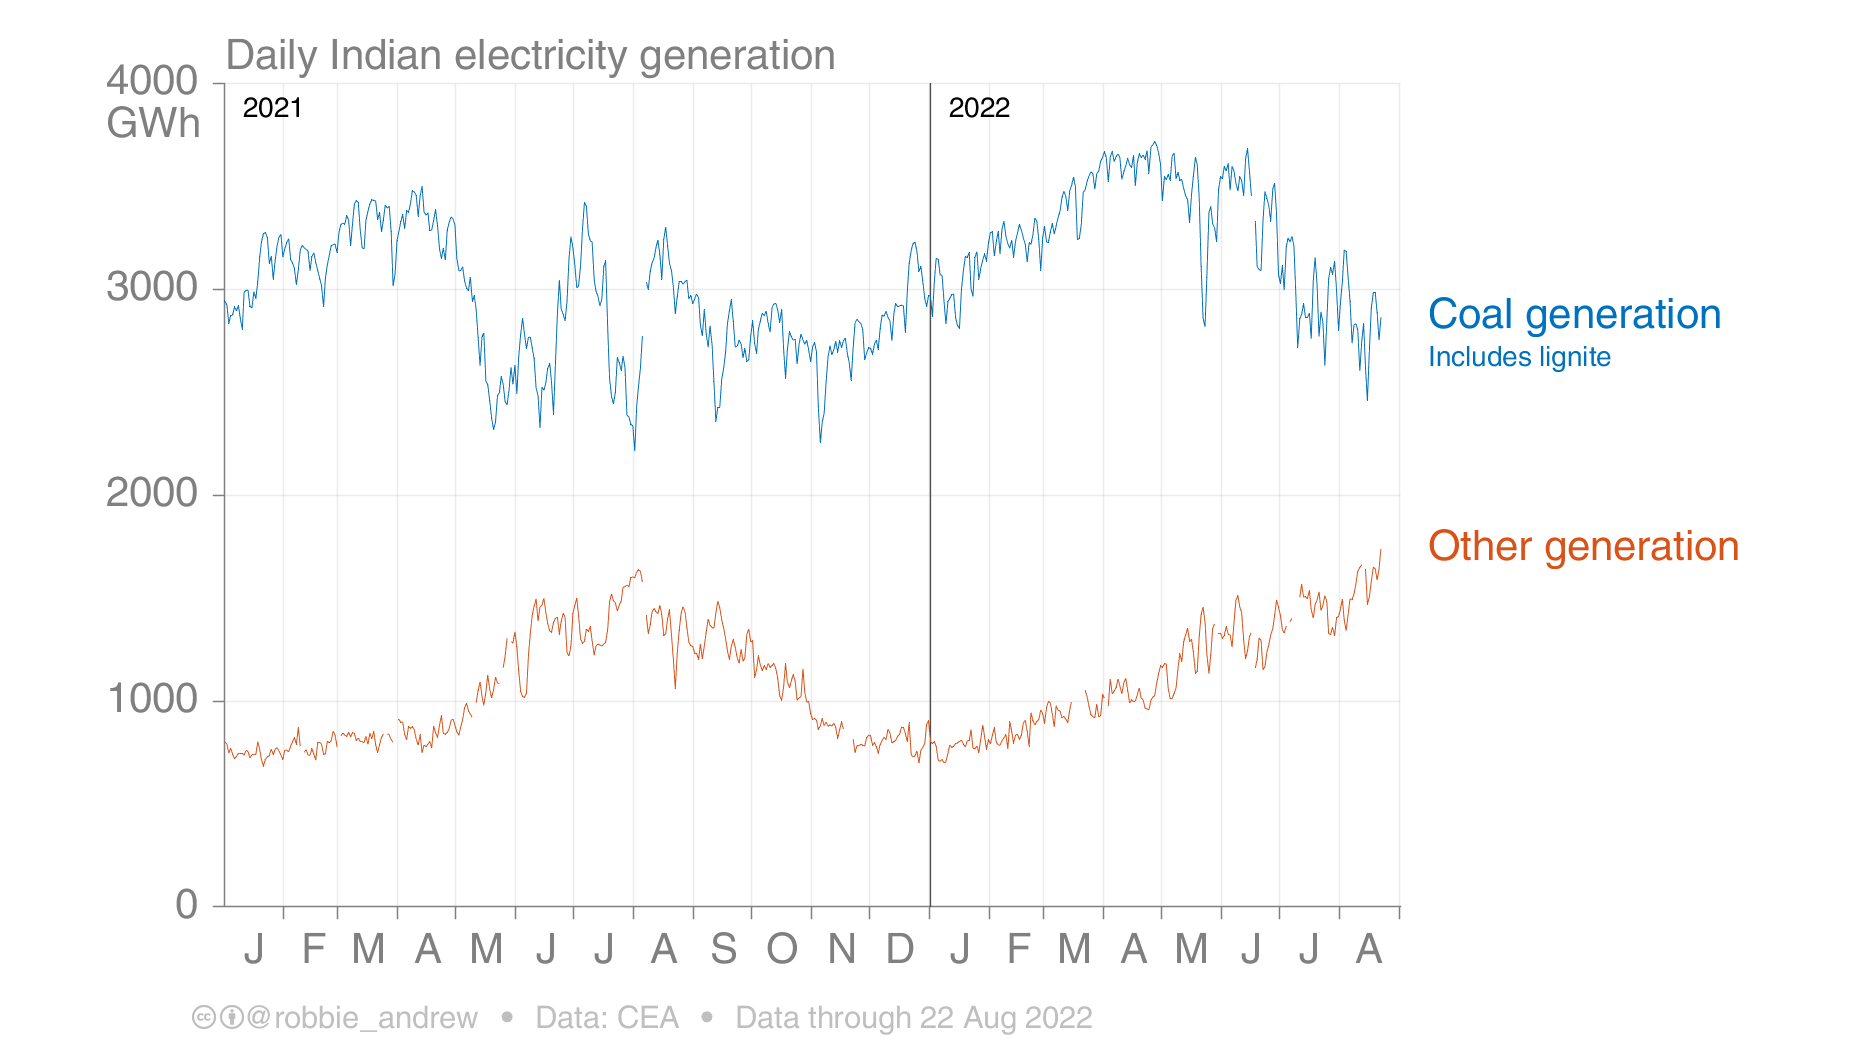 Daily Indian electricity generation
4000
GWh
2021
2022
3000
Coal generation
Includes lignite
2000
Other generation
1000
0
J F M A M J J A S O N D J F M A M J J A
cc @robbie_andrew • Data: CEA • Data through 22 Aug 2022